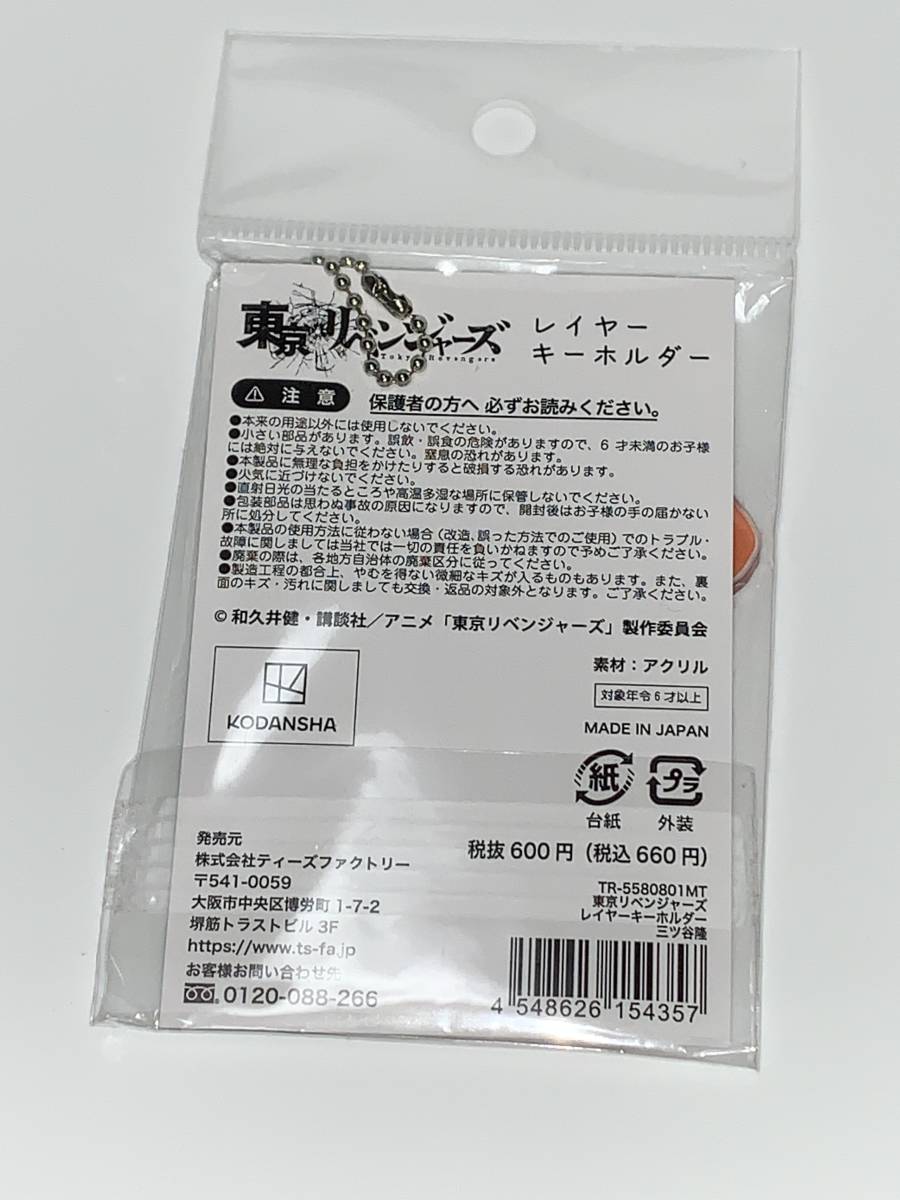 東京リベンジャーズ
Tokyo Revengers
レイヤー
キーホルダー
⚠ 注意
保護者の方へ 必ずお読みください。
●本来の用途以外には使用しないでください。
●小さい部品があります。誤飲・誤食の危険がありますので、6才未満のお子様
には絶対に与えないでください。窒息の恐れがあります。
●本製品に無理な負担をかけたりすると破損する恐れがあります。
●火気に近づけないでください。
●直射日光の当たるところや高温多湿な場所に保管しないでください。
●包装部品は思わぬ事故の原因になりますので、開封後はお子様の手の届かない
所に処分してください。
●本製品の使用方法に従わない場合（改造、誤った方法でのご使用）でのトラブル・
故障に関しましては当社では一切の責任を負いかねますので予めご了承ください。
●廃棄の際は、各地方自治体の廃棄区分に従ってください。
●製造工程の都合上、やむを得ない微細なキズが入るものもあります。また、裏
面のキズ・汚れに関しましても交換・返品の対象外となります。ご了承ください。
© 和久井健・講談社／アニメ「東京リベンジャーズ」製作委員会
KODANSHA
素材：アクリル
対象年令6才以上
MADE IN JAPAN
紙
台紙
プラ
外装
税抜600円（税込660円）
発売元
株式会社ティーズファクトリー
〒541-0059
大阪市中央区博労町1-7-2
堺筋トラストビル3F
https://www.ts-fa.jp
お客様お問い合わせ先
0120-088-266
TR-5580801MT
東京リベンジャーズ
レイヤーキーホルダー
三ツ谷隆
4 548626 154357